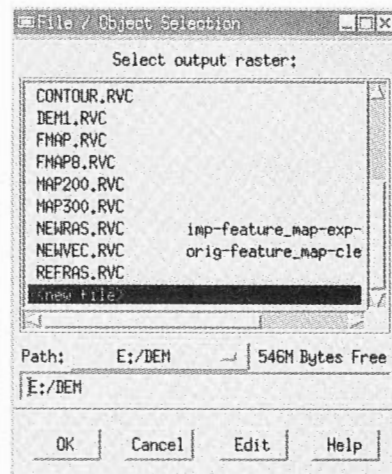 File / Object Selection
Select output raster:
CONTOUR.RVC
DEM1.RVC
FMAP.RVC
FMAP8.RVC
MAP200.RVC
MAP300.RVC
NEWRAS.RVC imp-feature_map-exp-
NEWVEC.RVC orig-feature_map-cle
REFRAS.RVC
<new file>
Path: E:/DEM 546M Bytes Free
E:/DEM
OK Cancel Edit Help